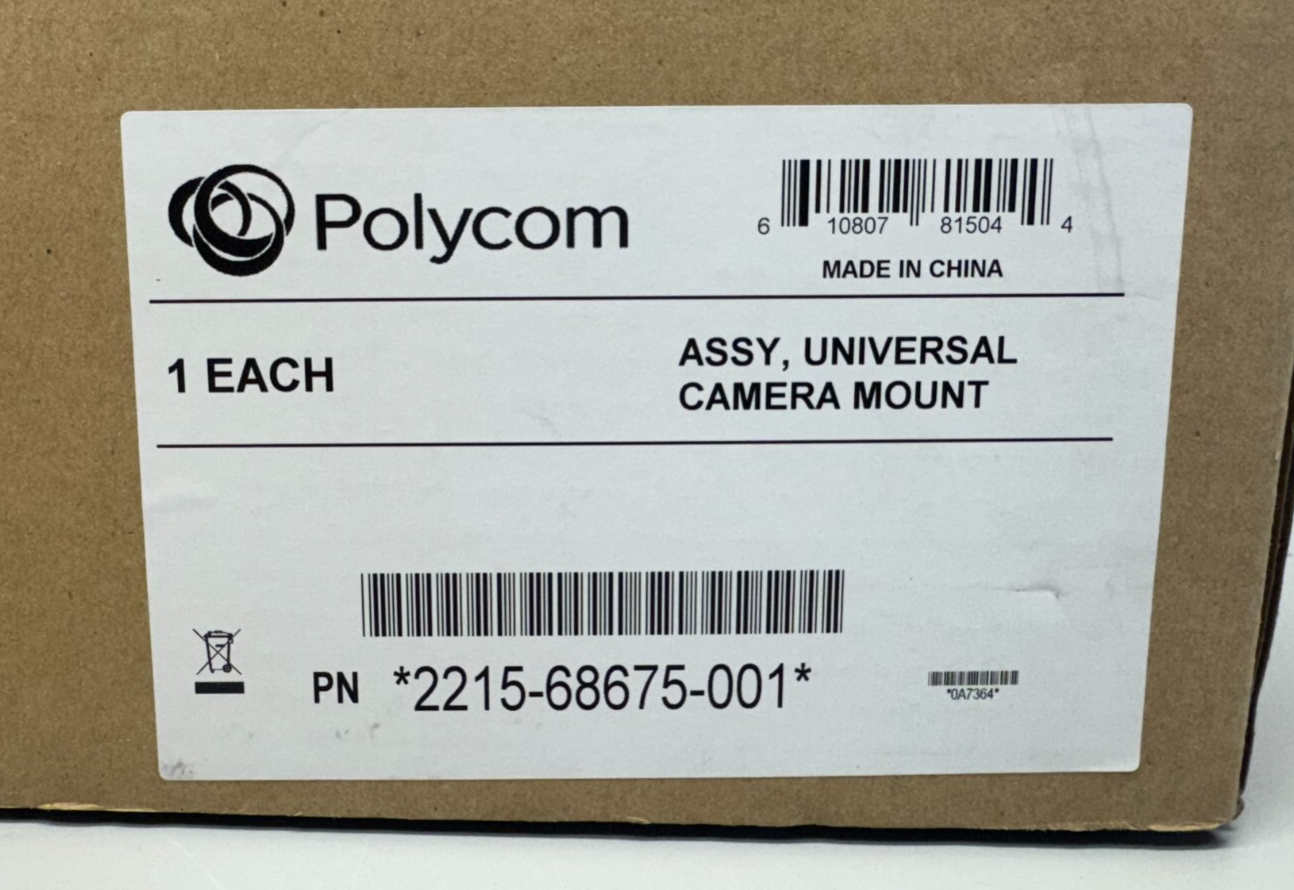 Polycom
6 10807 81504 4
MADE IN CHINA
1 EACH
ASSY, UNIVERSAL
CAMERA MOUNT
PN *2215-68675-001*
*0A7364*